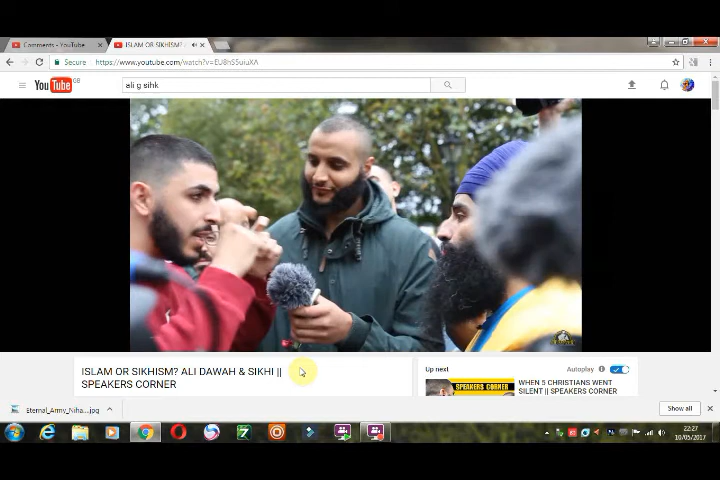 Comments - YouTube
ISLAM OR SIKHISM?
Secure https://www.youtube.com/watch?v=EU8hS5uiuXA
YouTube GB
ali g sihk
ISLAM OR SIKHISM? ALI DAWAH & SIKHI ||
SPEAKERS CORNER
Up next
Autoplay
SPEAKERS CORNER
WHEN 5 CHRISTIANS WENT
SILENT || SPEAKERS CORNER
Eternal_Army_Niha....jpg
Show all
22:27
10/05/2017